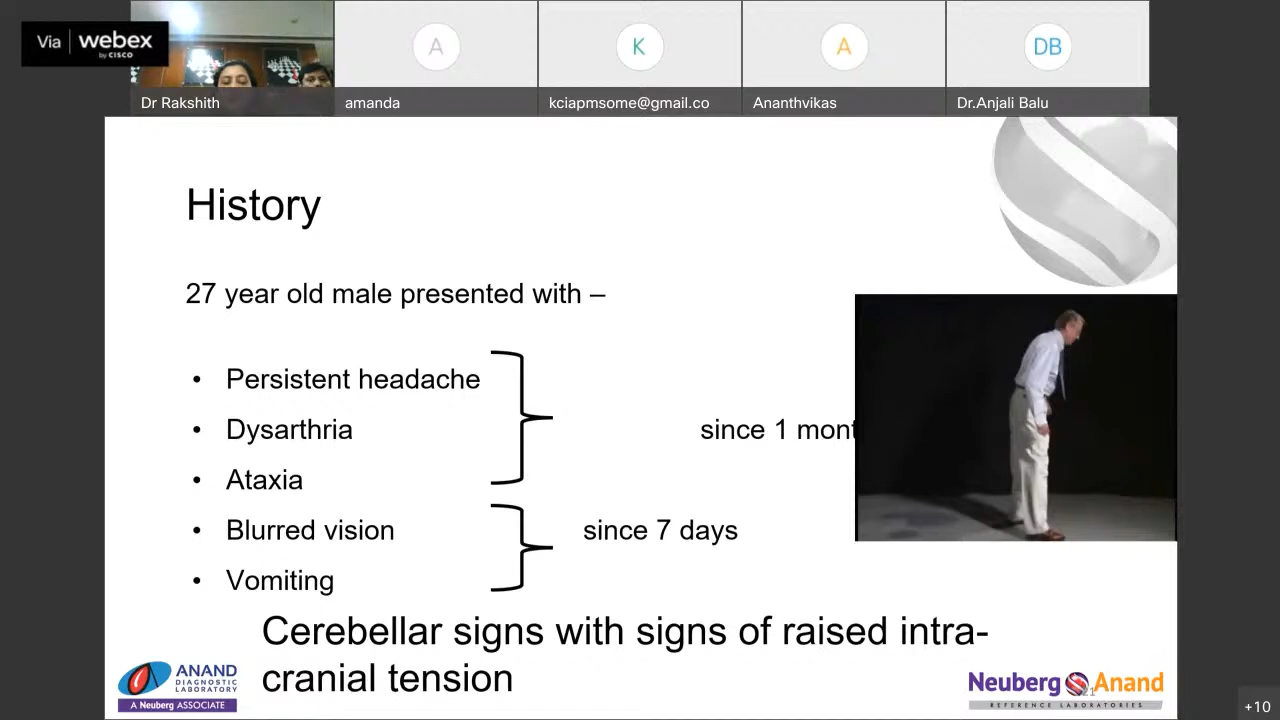 Via webex
by CISCO
A
K
A
DB
Dr Rakshith
amanda
kciapmsome@gmail.co
Ananthvikas
Dr.Anjali Balu
History
27 year old male presented with –
• Persistent headache
• Dysarthria
since 1 mont
• Ataxia
• Blurred vision
since 7 days
• Vomiting
Cerebellar signs with signs of raised intra-
cranial tension
ANAND
DIAGNOSTIC
LABORATORY
A Neuberg ASSOCIATE
Neuberg Anand
REFERENCE LABORATORIES
21
+10